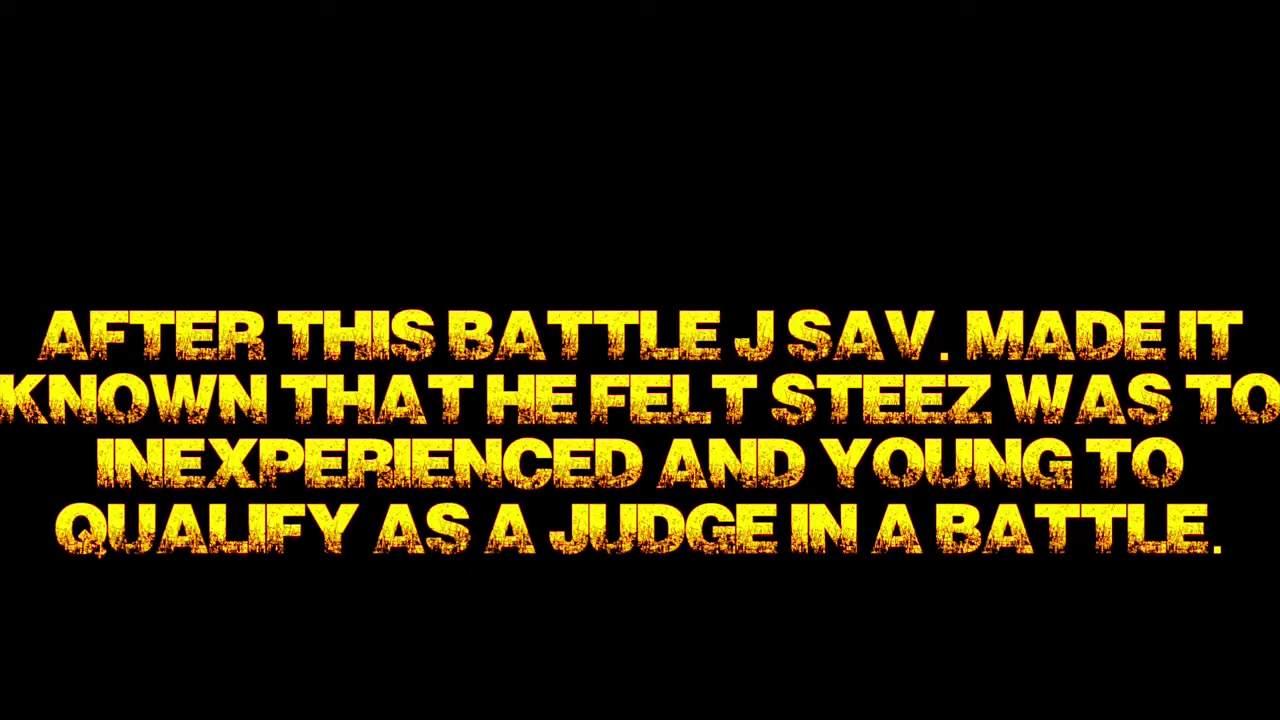 AFTER THIS BATTLE J SAV. MADE IT
KNOWN THAT HE FELT STEEZ WAS TO
INEXPERIENCED AND YOUNG TO
QUALIFY AS A JUDGE IN A BATTLE.